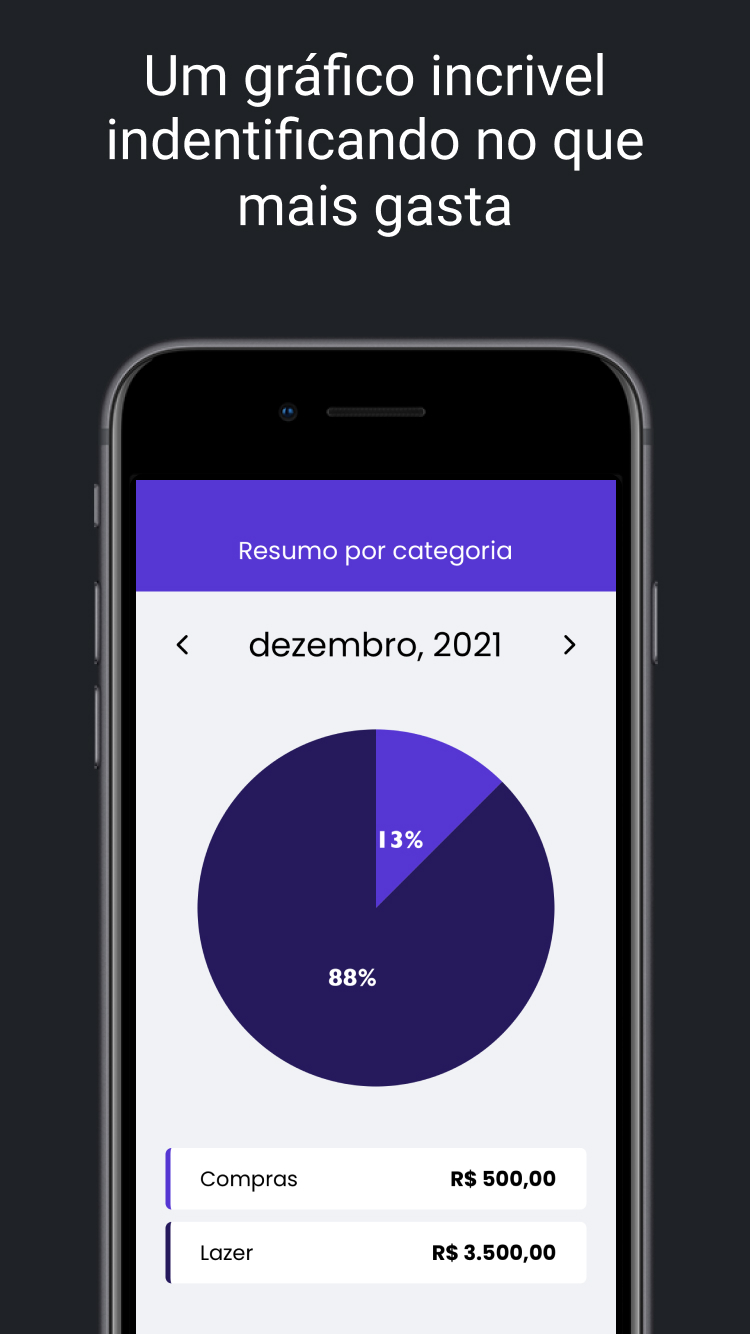 Um gráfico incrivel
indentificando no que
mais gasta
Resumo por categoria
dezembro, 2021
13%
88%
Compras R$ 500,00
Lazer R$ 3.500,00